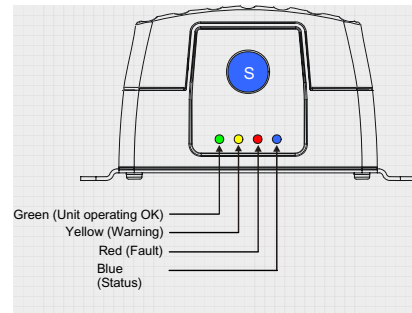 S
Green (Unit operating OK)
Yellow (Warning)
Red (Fault)
Blue
(Status)